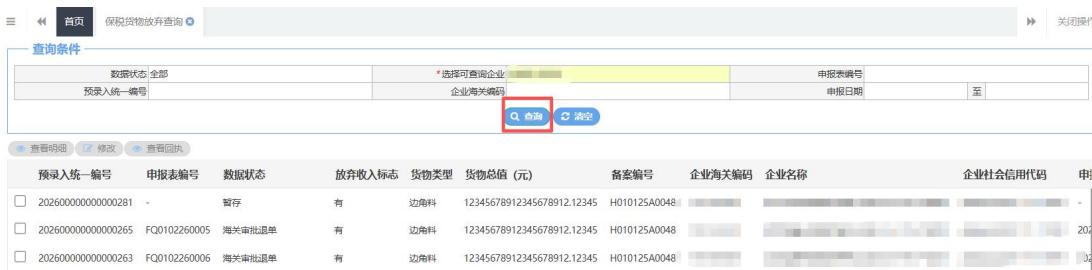 首页 保税货物放弃查询 关闭操作
查询条件
数据状态 全部 *选择可查询企业 申报表编号
预录入统一编号 企业海关编码 申报日期 至
查询 清空
查看明细 修改 查看回执
预录入统一编号 申报表编号 数据状态 放弃收入标志 货物类型 货物总值（元） 备案编号 企业海关编码 企业名称 企业社会信用代码
202600000000000281 - 暂存 有 边角料 12345678912345678912.12345 H010125A0048 -
202600000000000265 FQ0102260005 海关审批退单 有 边角料 12345678912345678912.12345 H010125A0048 202
202600000000000263 FQ0102260006 海关审批退单 有 边角料 12345678912345678912.12345 H010125A0048